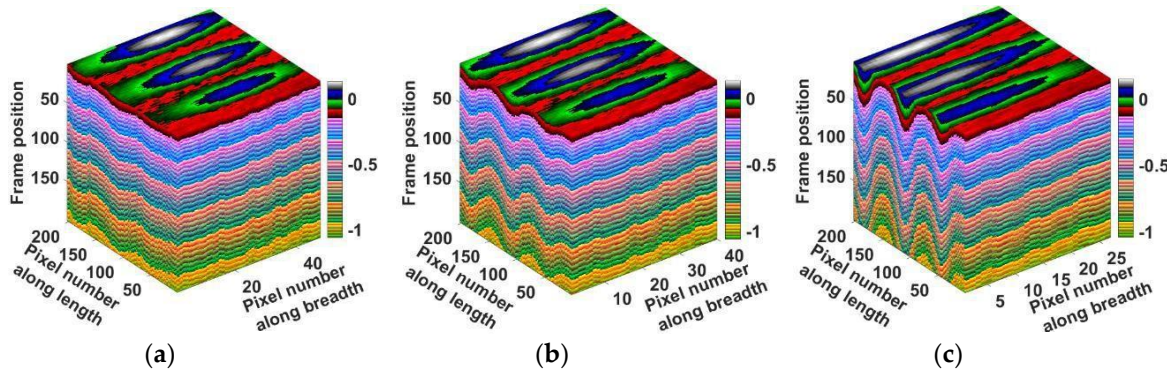 Frame position
50
100
150
200
150
100
50
Pixel number
along length
20
40
Pixel number
along breadth
0
-0.5
-1
(a)
Frame position
50
100
150
200
150
100
50
Pixel number
along length
10
20
30
40
Pixel number
along breadth
0
-0.5
-1
(b)
Frame position
50
100
150
200
150
100
50
Pixel number
along length
5
10
15
20
25
Pixel number
along breadth
0
-0.5
-1
(c)